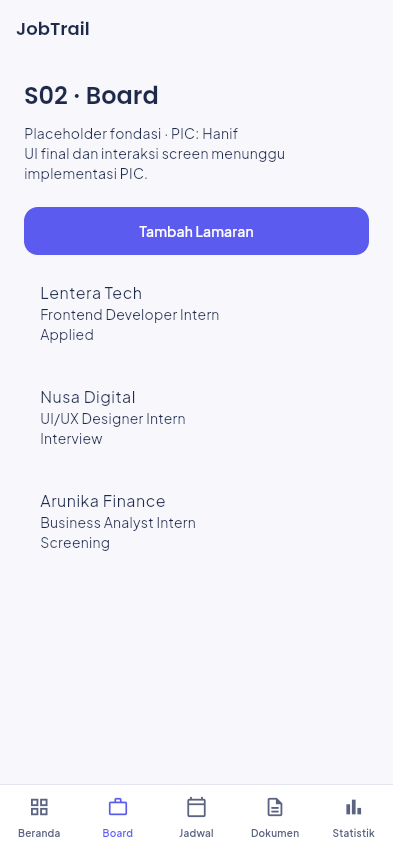 JobTrail
S02 · Board
Placeholder fondasi · PIC: Hanif
UI final dan interaksi screen menunggu
implementasi PIC.
Tambah Lamaran
Lentera Tech
Frontend Developer Intern
Applied
Nusa Digital
UI/UX Designer Intern
Interview
Arunika Finance
Business Analyst Intern
Screening
Beranda
Board
Jadwal
Dokumen
Statistik